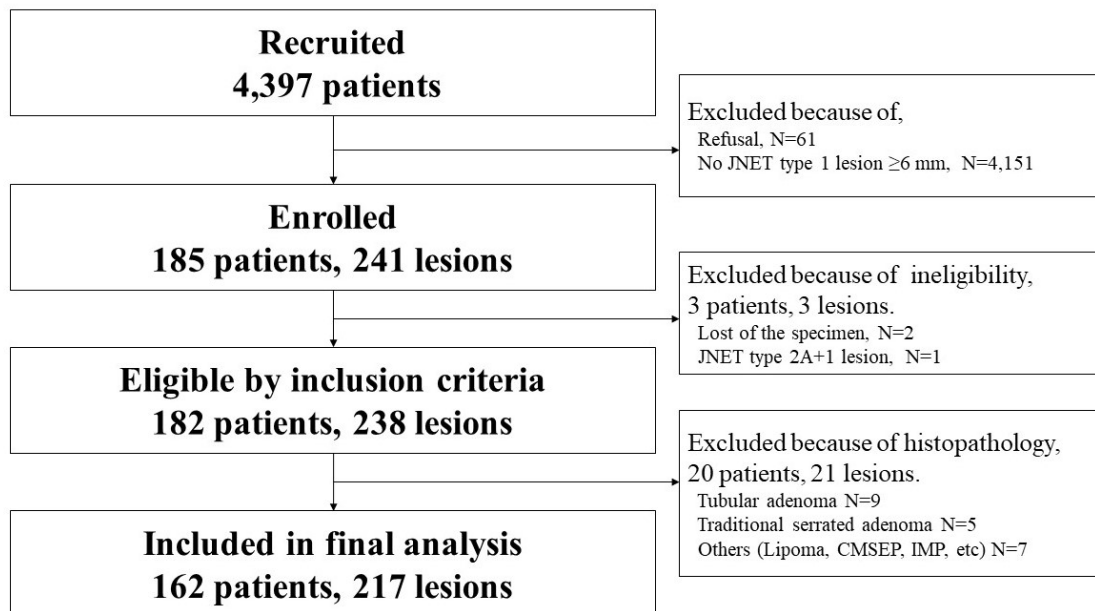 Recruited
4,397 patients
Excluded because of,
Refusal, N=61
No JNET type 1 lesion ≥6 mm, N=4,151
Enrolled
185 patients, 241 lesions
Excluded because of ineligibility,
3 patients, 3 lesions.
Lost of the specimen, N=2
JNET type 2A+1 lesion, N=1
Eligible by inclusion criteria
182 patients, 238 lesions
Excluded because of histopathology,
20 patients, 21 lesions.
Tubular adenoma N=9
Traditional serrated adenoma N=5
Others (Lipoma, CMSEP, IMP, etc) N=7
Included in final analysis
162 patients, 217 lesions